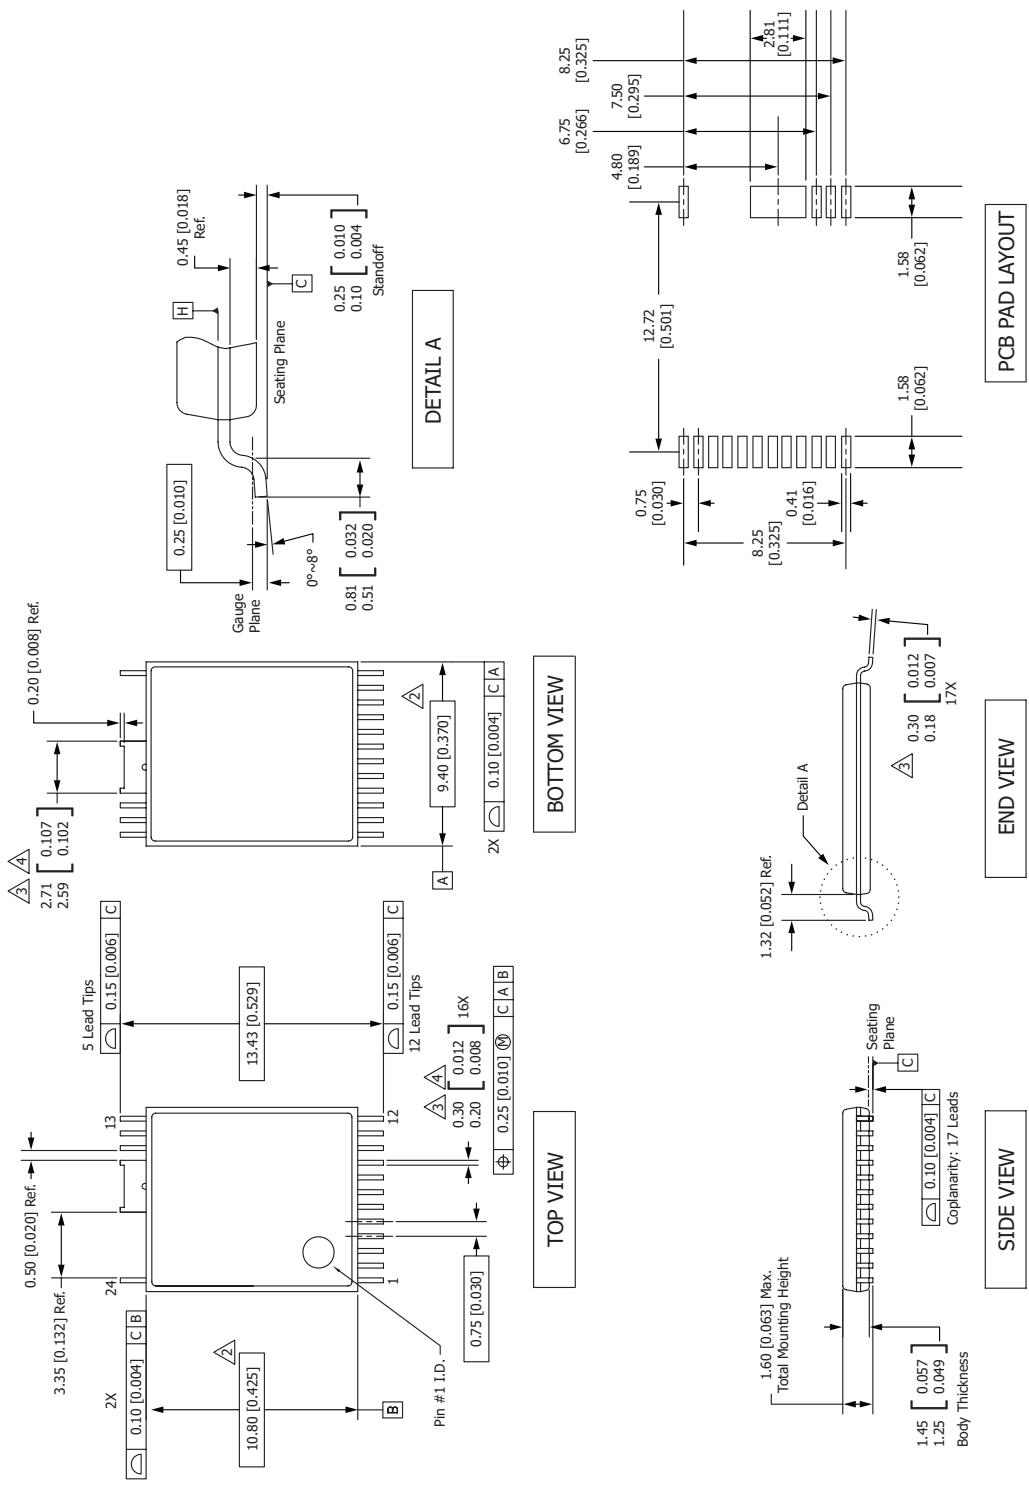 2X
0.10 [0.004] C B
3.35 [0.132] Ref.
0.50 [0.020] Ref.
24
13
1
12
2
10.80 [0.425]
B
Pin #1 I.D.
0.75 [0.030]
5 Lead Tips
0.15 [0.006] C
13.43 [0.529]
0.15 [0.006] C
12 Lead Tips
3 4
0.30 [0.012]
0.20 [0.008]
16X
0.25 [0.010] M C A B
TOP VIEW
3 4
2.71 [0.107]
2.59 [0.102]
0.20 [0.008] Ref.
A
9.40 [0.370]
2
2X
0.10 [0.004] C A
BOTTOM VIEW
0.25 [0.010]
Gauge
Plane
0°~8°
0.81 [0.032]
0.51 [0.020]
H
0.45 [0.018]
Ref.
Seating Plane
C
0.25 [0.010]
0.10 [0.004]
Standoff
DETAIL A
1.60 [0.063] Max.
Total Mounting Height
1.45 [0.057]
1.25 [0.049]
Body Thickness
Seating
Plane
C
0.10 [0.004] C
Coplanarity: 17 Leads
SIDE VIEW
1.32 [0.052] Ref.
Detail A
3
0.30 [0.012]
0.18 [0.007]
17X
END VIEW
0.75
[0.030]
8.25
[0.325]
0.41
[0.016]
12.72
[0.501]
4.80
[0.189]
6.75
[0.266]
7.50
[0.295]
8.25
[0.325]
2.81
[0.111]
1.58
[0.062]
1.58
[0.062]
PCB PAD LAYOUT